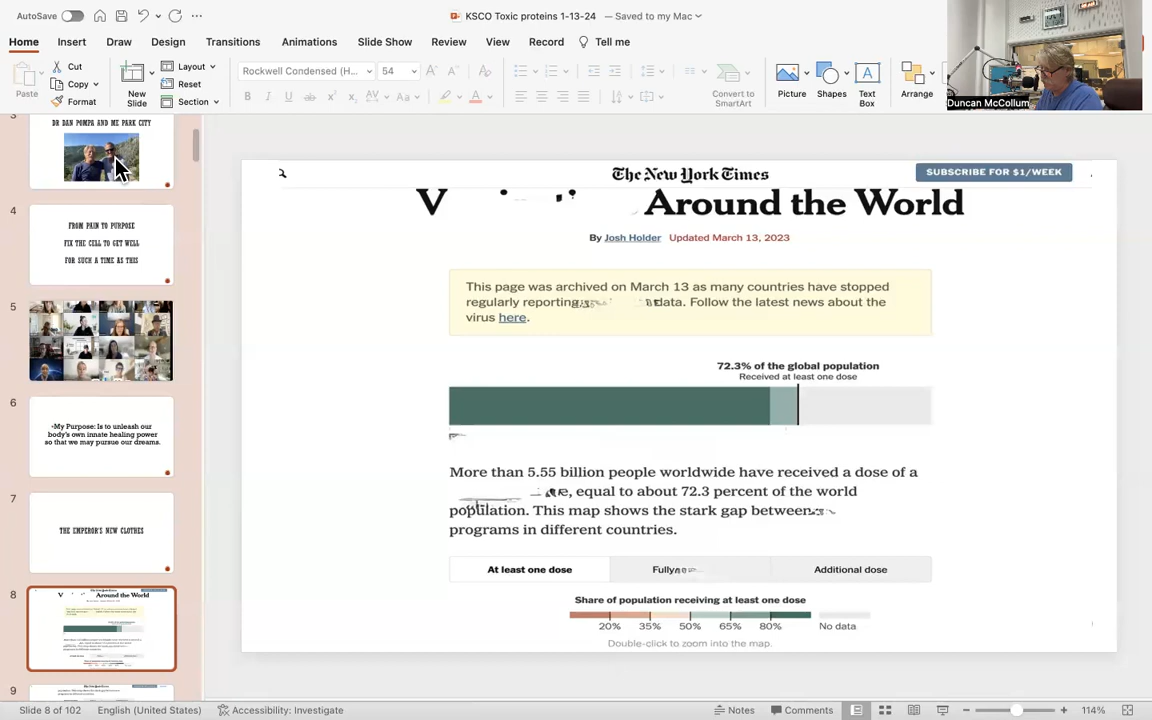 AutoSave
KSCO Toxic proteins 1-13-24 — Saved to my Mac
Home Insert Draw Design Transitions Animations Slide Show Review View Record Tell me
Paste
Cut
Copy
Format
New
Slide
Layout
Reset
Section
Rockwell Condensed (H... 54
Convert to
SmartArt
Picture
Shapes
Text
Box
Arrange
Duncan McCollum
3
DR DAN POMPA AND ME PARK CITY
4
FROM PAIN TO PURPOSE
FIX THE CELL TO GET WELL
FOR SUCH A TIME AS THIS
5
6
•My Purpose: Is to unleash our
body's own innate healing power
so that we may pursue our dreams.
7
THE EMPEROR'S NEW CLOTHES
8
Around the World
9
The New York Times
SUBSCRIBE FOR $1/WEEK
V Around the World
By Josh Holder Updated March 13, 2023
This page was archived on March 13 as many countries have stopped
regularly reporting data. Follow the latest news about the
virus here.
72.3% of the global population
Received at least one dose
More than 5.55 billion people worldwide have received a dose of a
equal to about 72.3 percent of the world
population. This map shows the stark gap between
programs in different countries.
At least one dose Fully Additional dose
Share of population receiving at least one dose
20% 35% 50% 65% 80% No data
Double-click to zoom into the map.
Slide 8 of 102 English (United States) Accessibility: Investigate Notes Comments 114%